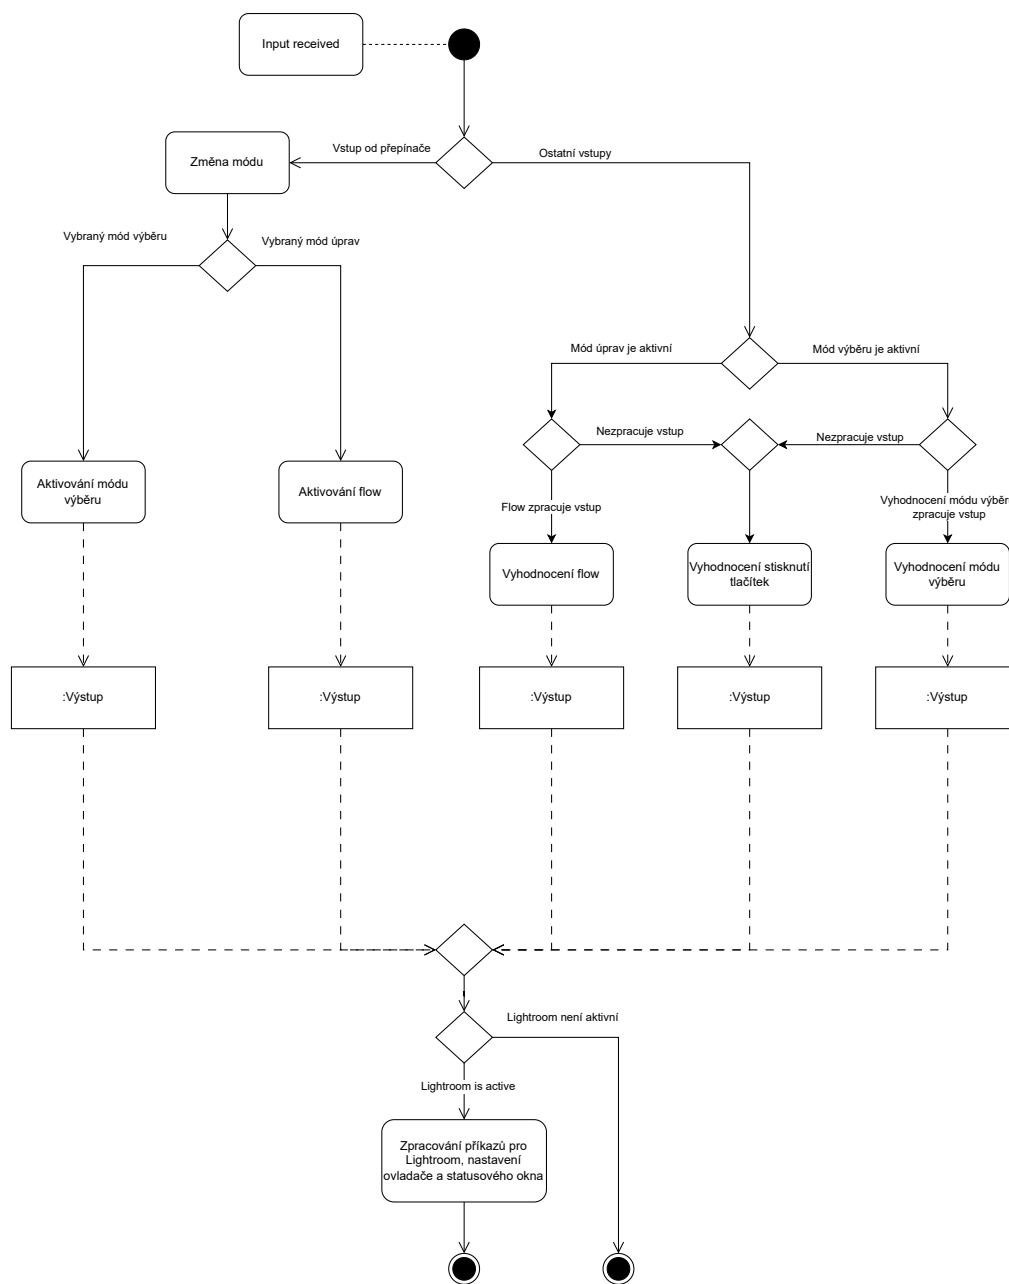 Input received
Vstup od přepínače
Ostatní vstupy
Změna módu
Vybraný mód výběru
Vybraný mód úprav
Mód úprav je aktivní
Mód výběru je aktivní
Nezpracuje vstup
Nezpracuje vstup
Aktivování módu
výběru
Aktivování flow
Flow zpracuje vstup
Vyhodnocení módu výběru
zpracuje vstup
Vyhodnocení flow
Vyhodnocení stisknutí
tlačítek
Vyhodnocení módu
výběru
:Výstup
:Výstup
:Výstup
:Výstup
:Výstup
Lightroom není aktivní
Lightroom is active
Zpracování příkazů pro
Lightroom, nastavení
ovladače a statusového okna